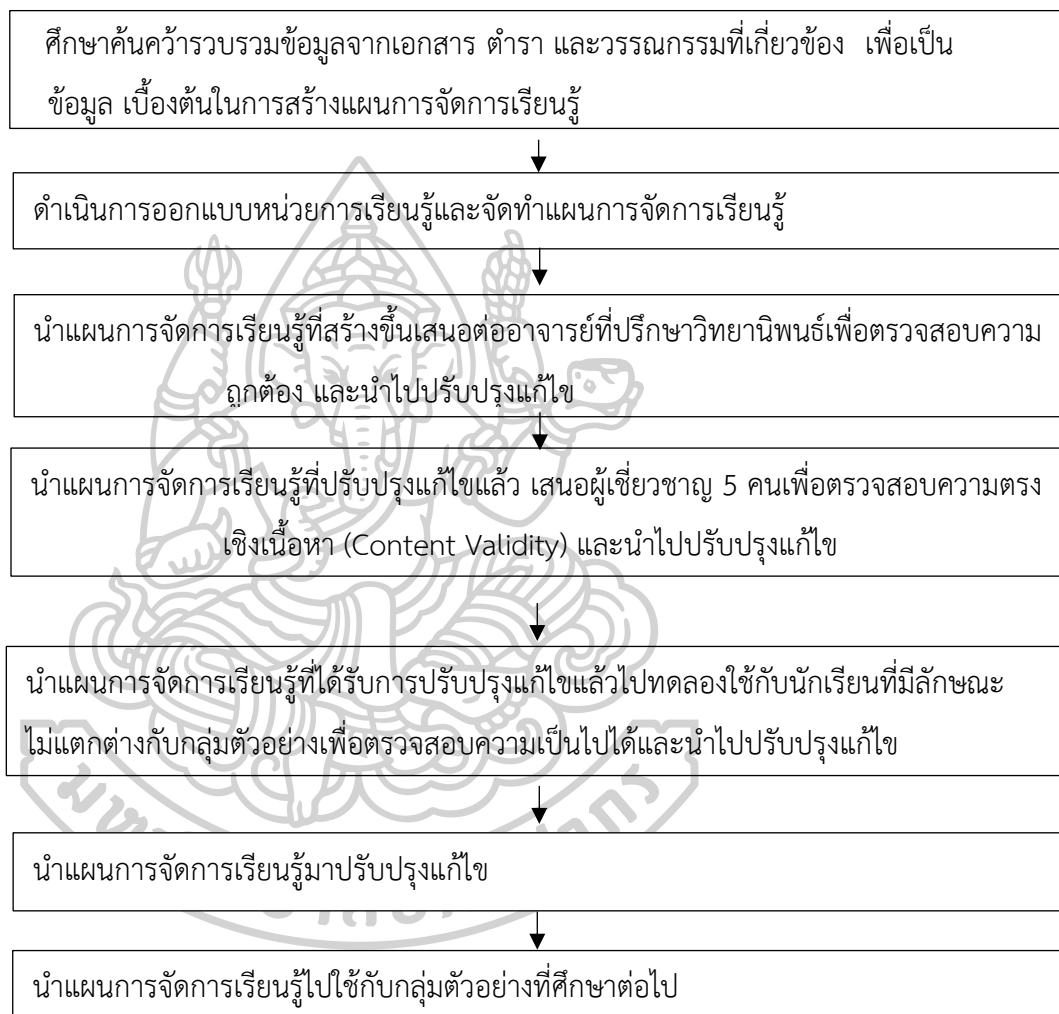 ศึกษาค้นคว้ารวบรวมข้อมูลจากเอกสาร ตำรา และวรรณกรรมที่เกี่ยวข้อง เพื่อเป็น
ข้อมูล เบื้องต้นในการสร้างแผนการจัดการเรียนรู้
ดำเนินการออกแบบหน่วยการเรียนรู้และจัดทำแผนการจัดการเรียนรู้
นำแผนการจัดการเรียนรู้ที่สร้างขึ้นเสนอต่ออาจารย์ที่ปรึกษาวิทยานิพนธ์เพื่อตรวจสอบความ
ถูกต้อง และนำไปปรับปรุงแก้ไข
นำแผนการจัดการเรียนรู้ที่ปรับปรุงแก้ไขแล้ว เสนอผู้เชี่ยวชาญ 5 คนเพื่อตรวจสอบความตรง
เชิงเนื้อหา (Content Validity) และนำไปปรับปรุงแก้ไข
นำแผนการจัดการเรียนรู้ที่ได้รับการปรับปรุงแก้ไขแล้วไปทดลองใช้กับนักเรียนที่มีลักษณะ
ไม่แตกต่างกับกลุ่มตัวอย่างเพื่อตรวจสอบความเป็นไปได้และนำไปปรับปรุงแก้ไข
นำแผนการจัดการเรียนรู้มาปรับปรุงแก้ไข
นำแผนการจัดการเรียนรู้ไปใช้กับกลุ่มตัวอย่างที่ศึกษาต่อไป